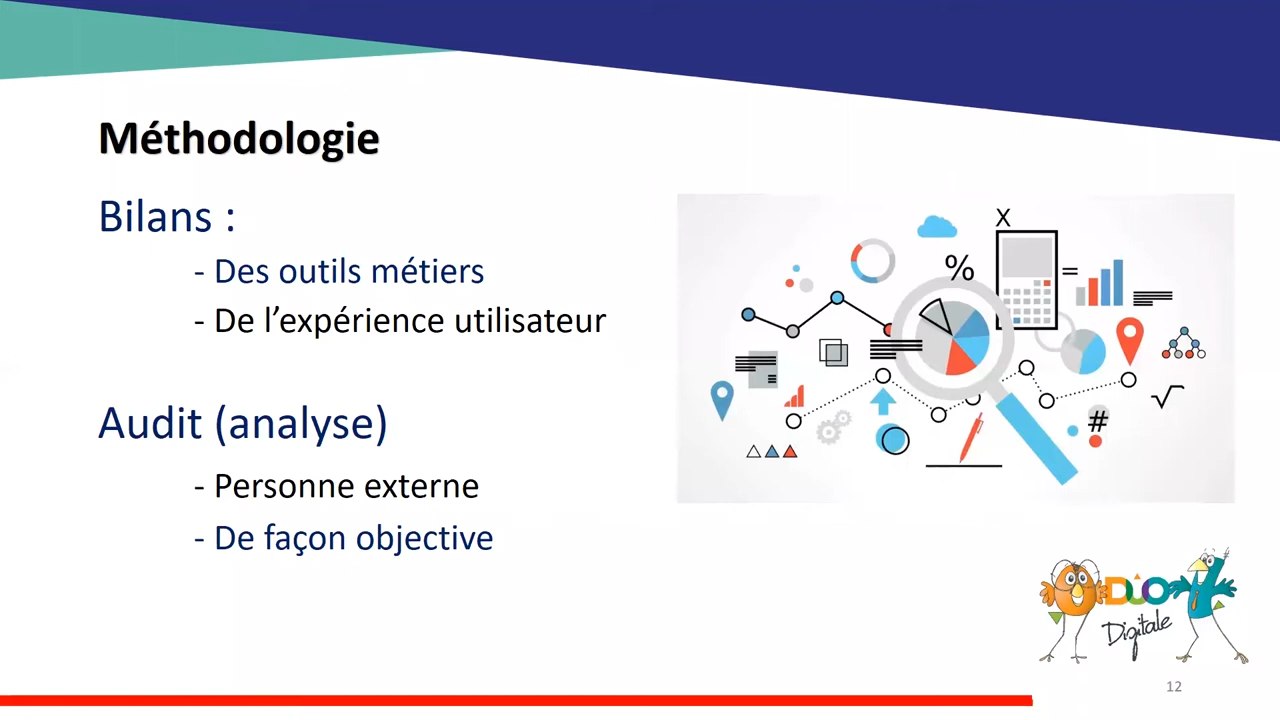 Méthodologie
Bilans :
- Des outils métiers
- De l’expérience utilisateur
Audit (analyse)
- Personne externe
- De façon objective
X
%
=
#
DUO
Digitale
12